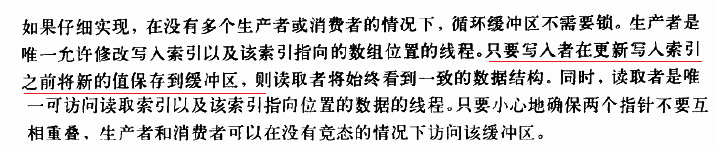 如果仔细实现，在没有多个生产者或消费者的情况下，循环缓冲区不需要锁。生产者是
唯一允许修改写入索引以及该索引指向的数组位置的线程。只要写入者在更新写入索引
之前将新的值保存到缓冲区，则读取者将始终看到一致的数据结构。同时，读取者是唯
一可访问读取索引以及该索引指向位置的数据的线程。只要小心地确保两个指针不要互
相重叠，生产者和消费者可以在没有竞态的情况下访问该缓冲区。